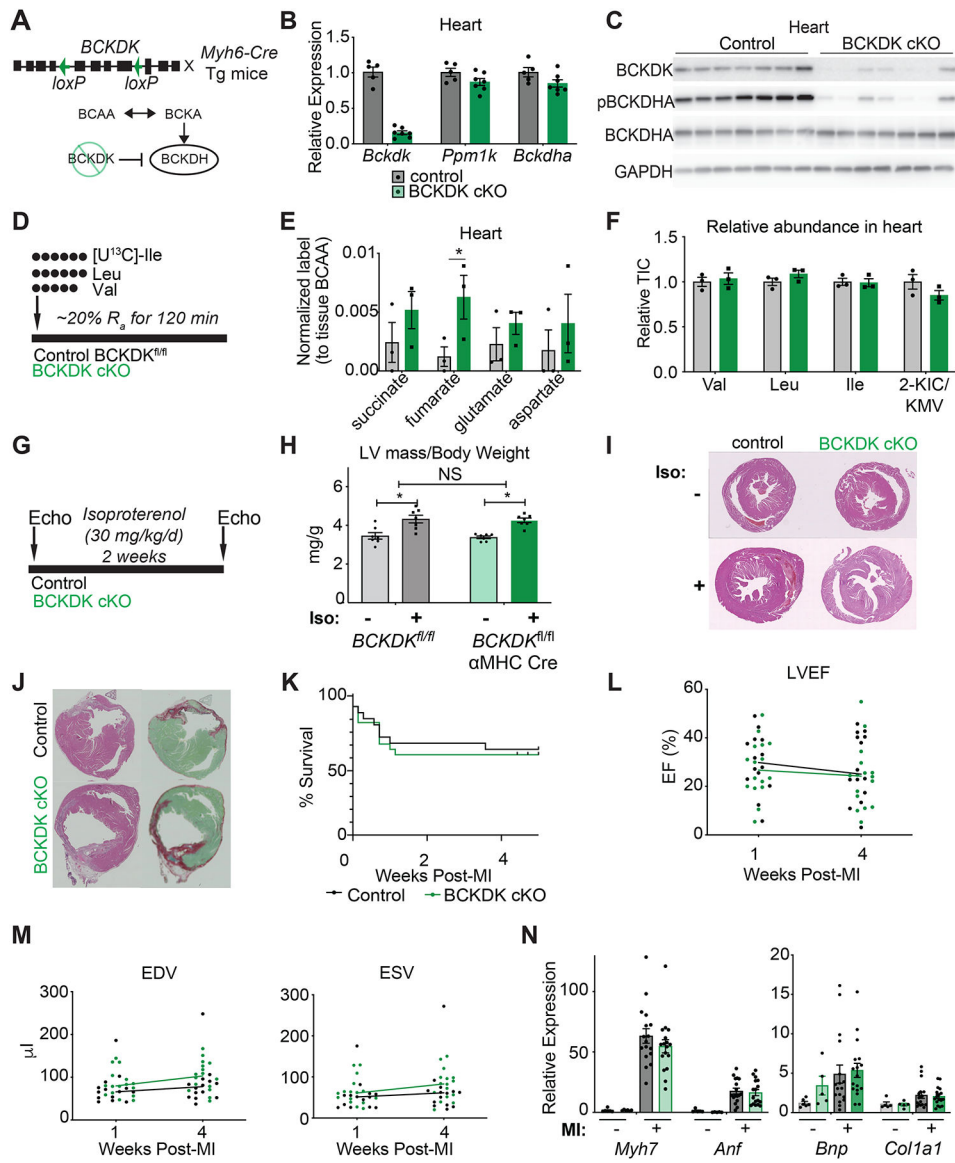 A
BCKDK
Myh6-Cre
X
Tg mice
loxP
loxP
BCAA
BCKA
BCKDK
BCKDH
B
Heart
Relative Expression
1.5
1.0
0.5
0.0
Bckdk
Ppm1k
Bckdha
control
BCKDK cKO
C
Heart
Control
BCKDK cKO
BCKDK
pBCKDHA
BCKDHA
GAPDH
D
[U¹³C]-Ile
Leu
Val
~20% Rₐ for 120 min
Control BCKDKfl/fl
BCKDK cKO
E
Heart
Normalized label
(to tissue BCAA)
0.010
0.005
0.000
*
succinate
fumarate
glutamate
aspartate
F
Relative abundance in heart
Relative TIC
1.5
1.0
0.5
0.0
Val
Leu
Ile
2-KIC/
KMV
G
Echo
Isoproterenol
(30 mg/kg/d)
2 weeks
Echo
Control
BCKDK cKO
H
LV mass/Body Weight
NS
*
*
mg/g
6
4
2
0
Iso:
-
+
-
+
BCKDKfl/fl
BCKDKfl/fl
αMHC Cre
I
control
BCKDK cKO
Iso:
-
+
J
Control
BCKDK cKO
K
% Survival
100
50
0
0
2
4
Weeks Post-MI
Control
BCKDK cKO
L
LVEF
EF (%)
60
40
20
0
1
4
Weeks Post-MI
M
EDV
µl
300
200
100
0
1
4
Weeks Post-MI
ESV
300
200
100
0
1
4
Weeks Post-MI
N
Relative Expression
100
50
0
MI:
-
+
-
+
Myh7
Anf
20
15
10
5
0
-
+
-
+
Bnp
Col1a1